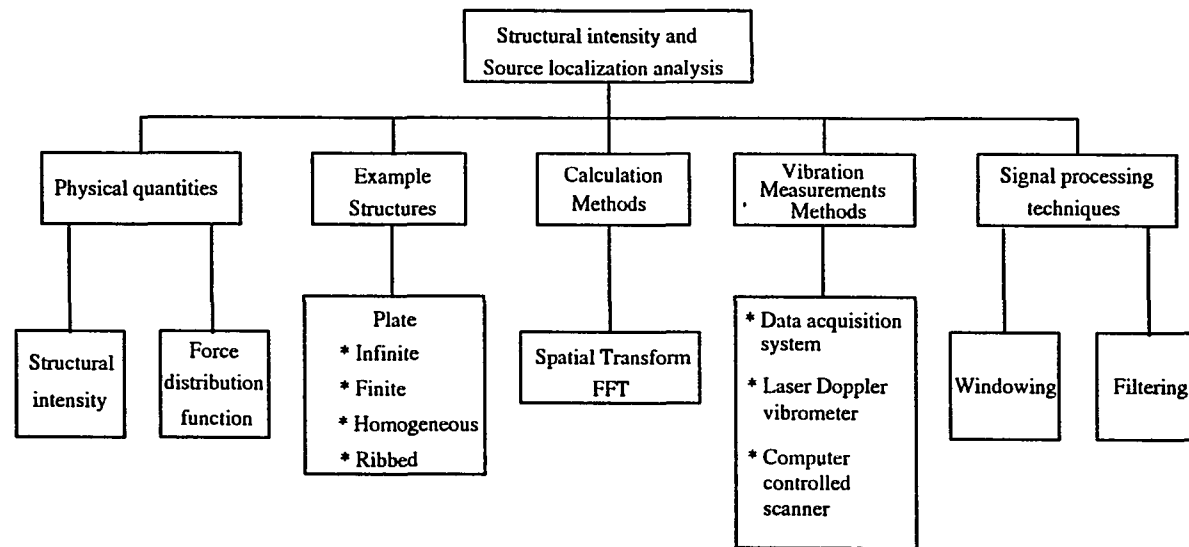 Structural intensity and
Source localization analysis
Physical quantities
Example
Structures
Calculation
Methods
Vibration
Measurements
Methods
Signal processing
techniques
Structural
intensity
Force
distribution
function
Plate
* Infinite
* Finite
* Homogeneous
* Ribbed
Spatial Transform
FFT
* Data acquisition
system
* Laser Doppler
vibrometer
* Computer
controlled
scanner
Windowing
Filtering